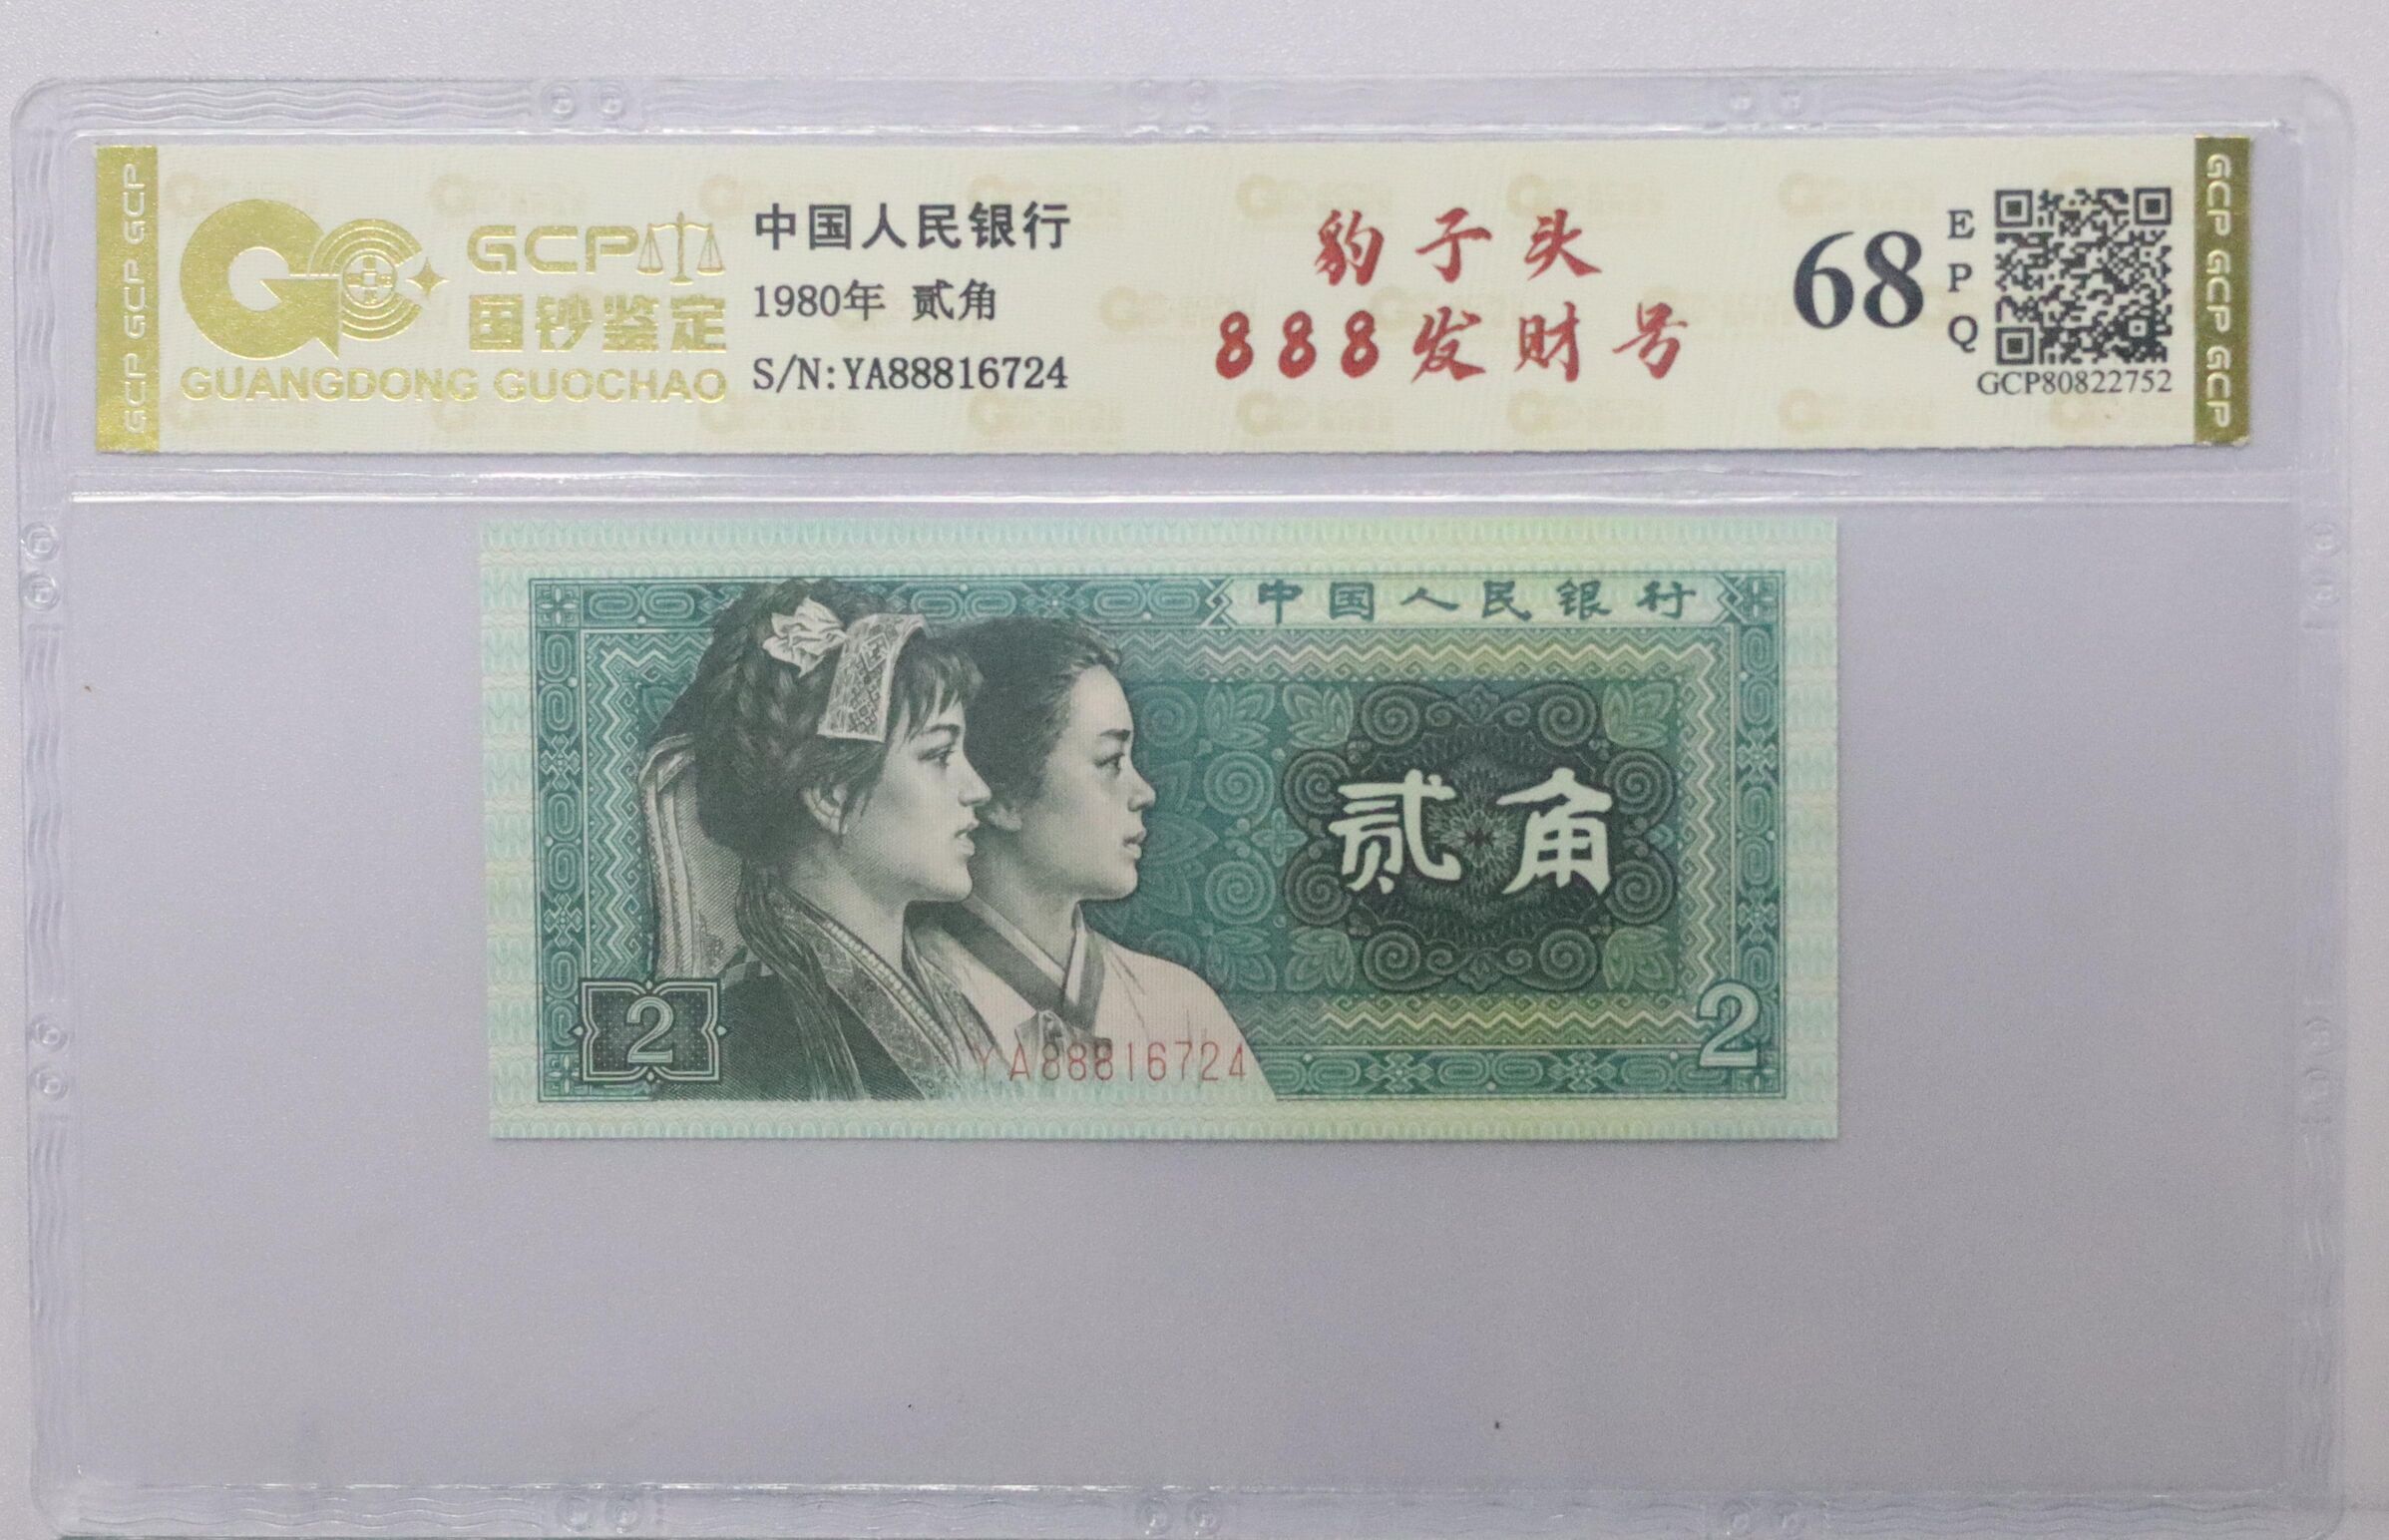 GCP GCP GCP
GCP
国钞鉴定
GUANGDONG GUOCHAO
中国人民银行
1980年 贰角
S/N:YA88816724
豹子头
888发财号
68
EPQ
GCP80822752
GCP GCP GCP GCP
中国人民银行
贰角
2
2
YA88816724